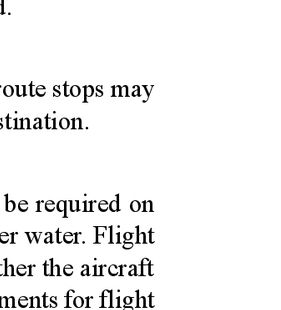 d.
route stops may
stination.
be required on
er water. Flight
ther the aircraft
ments for flight